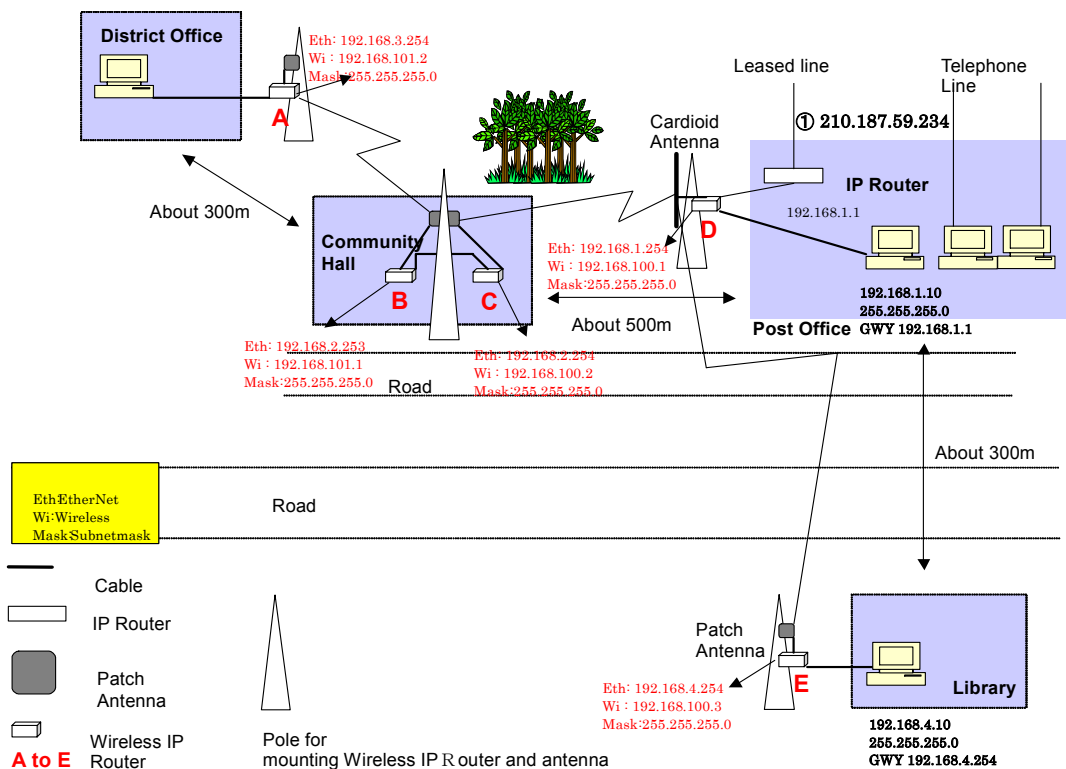 District Office
Eth: 192.168.3.254
Wi : 192.168.101.2
Mask:255.255.255.0
A
About 300m
Community
Hall
B
C
Eth: 192.168.2.253
Wi : 192.168.101.1
Mask:255.255.255.0
Eth: 192.168.2.254
Wi : 192.168.100.2
Mask:255.255.255.0
Cardioid
Antenna
D
Eth: 192.168.1.254
Wi : 192.168.100.1
Mask:255.255.255.0
About 500m
Leased line
Telephone
Line
① 210.187.59.234
IP Router
192.168.1.1
192.168.1.10
255.255.255.0
GWY 192.168.1.1
Post Office
Road
About 300m
Road
Eth:EtherNet
Wi:Wireless
Mask:Subnetmask
Cable
IP Router
Patch
Antenna
Wireless IP
Router
A to E
Pole for
mounting Wireless IP Router and antenna
Patch
Antenna
E
Eth: 192.168.4.254
Wi : 192.168.100.3
Mask:255.255.255.0
Library
192.168.4.10
255.255.255.0
GWY 192.168.4.254